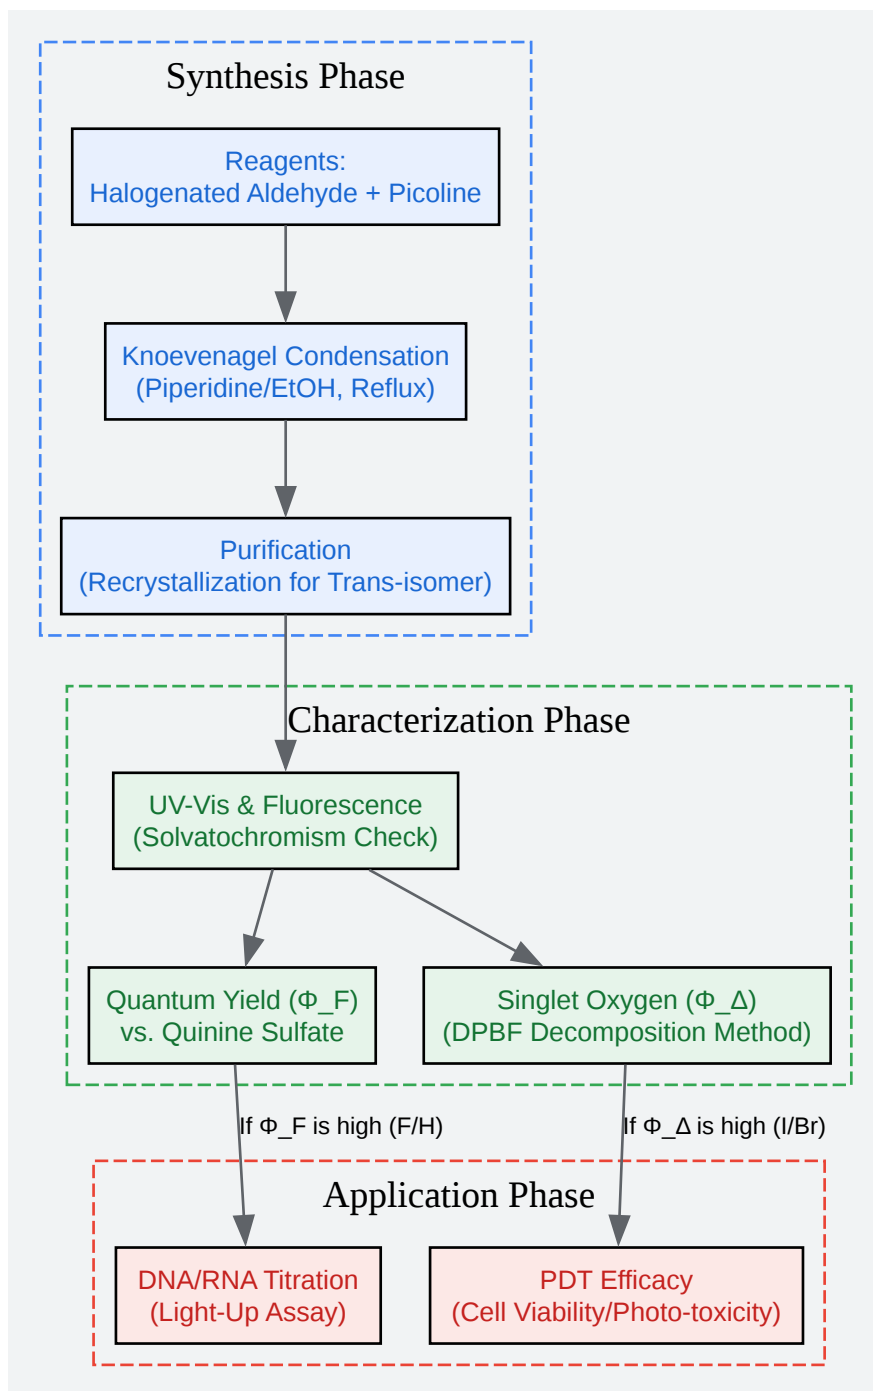 Synthesis Phase
Reagents:
Halogenated Aldehyde + Picoline
Knoevenagel Condensation
(Piperidine/EtOH, Reflux)
Purification
(Recrystallization for Trans-isomer)
Characterization Phase
UV-Vis & Fluorescence
(Solvatochromism Check)
Quantum Yield (Φ_F)
vs. Quinine Sulfate
Singlet Oxygen (Φ_Δ)
(DPBF Decomposition Method)
If Φ_F is high (F/H)
If Φ_Δ is high (I/Br)
Application Phase
DNA/RNA Titration
(Light-Up Assay)
PDT Efficacy
(Cell Viability/Photo-toxicity)